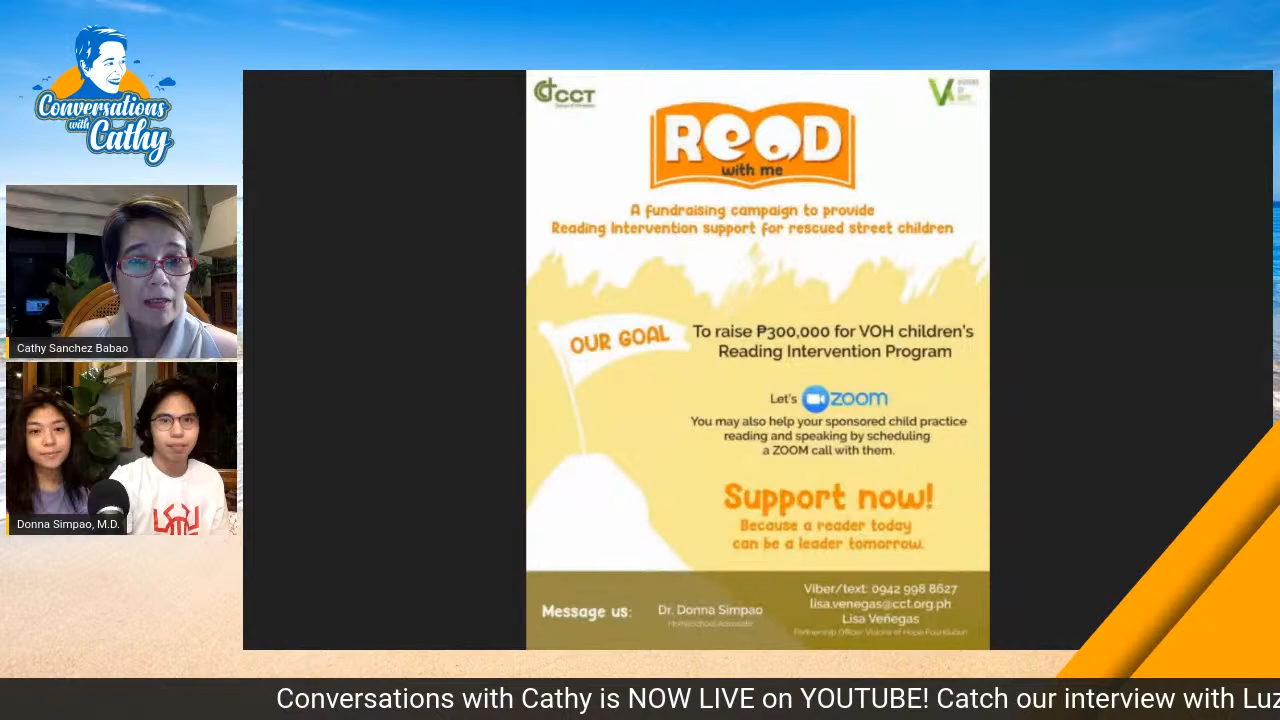 Conversations
with
Cathy
Cathy Sanchez Babao
Donna Simpao, M.D.
CCT
V
READ
with me
A fundraising campaign to provide
Reading Intervention support for rescued street children
OUR GOAL
To raise ₱300,000 for VOH children's
Reading Intervention Program
Let's zoom
You may also help your sponsored child practice
reading and speaking by scheduling
a ZOOM call with them.
Support now!
Because a reader today
can be a leader tomorrow.
Message us:
Dr. Donna Simpao
Homeschool Advocate
Viber/text: 0942 998 8627
lisa.venegas@cct.org.ph
Lisa Veñegas
Partnership Officer Visions of Hope Foundation
Conversations with Cathy is NOW LIVE on YOUTUBE! Catch our interview with Luz